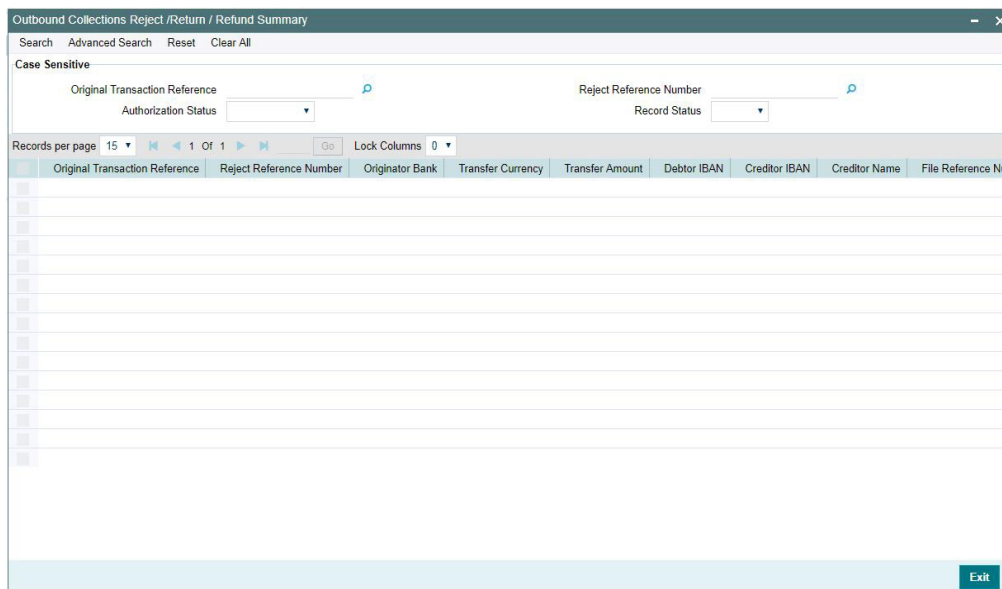 Outbound Collections Reject /Return / Refund Summary
Search Advanced Search Reset Clear All
Case Sensitive
Original Transaction Reference Reject Reference Number
Authorization Status Record Status
Records per page 15 1 Of 1 Go Lock Columns 0
Original Transaction Reference Reject Reference Number Originator Bank Transfer Currency Transfer Amount Debtor IBAN Creditor IBAN Creditor Name File Reference
Exit